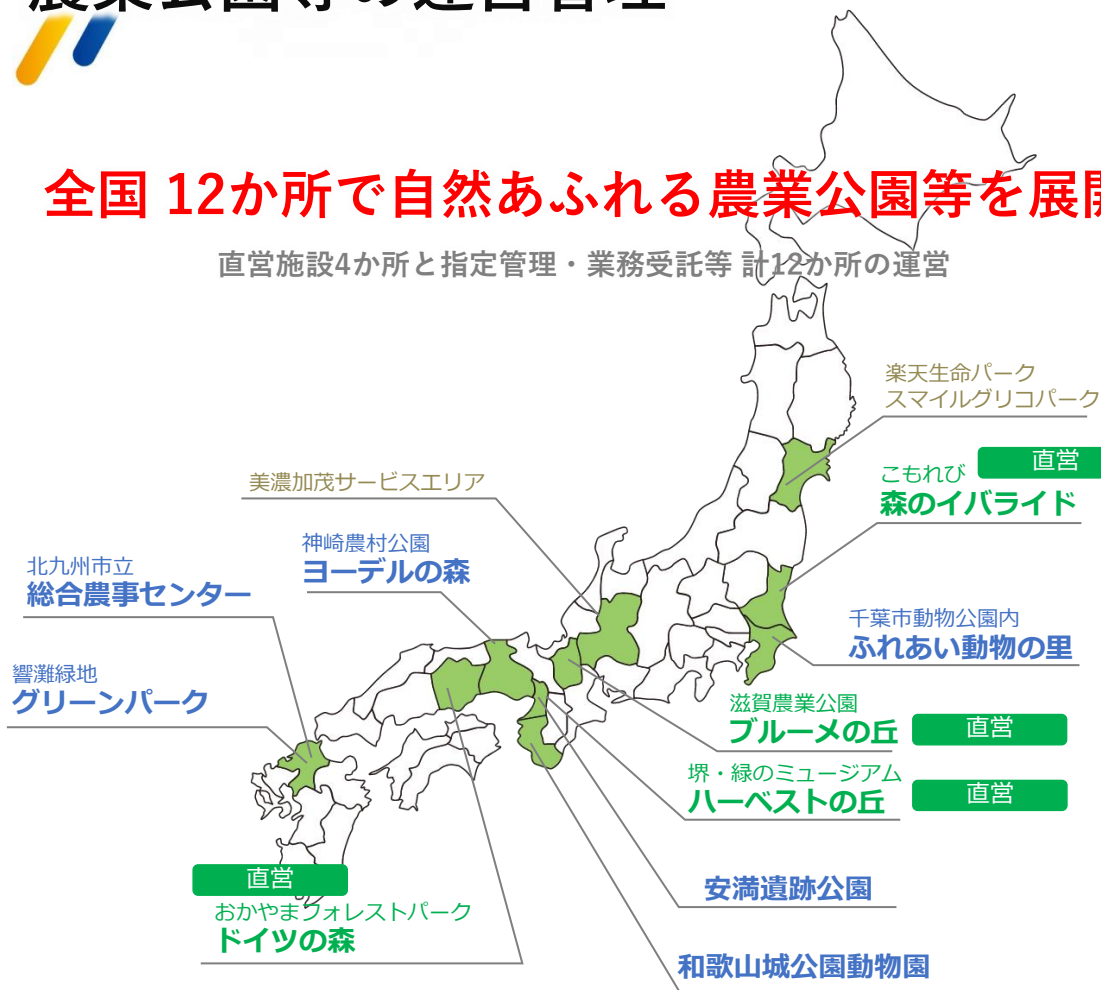 農業公園等の運営管理
全国 12か所で自然あふれる農業公園等を展開
直営施設4か所と指定管理・業務受託等 計12か所の運営
楽天生命パーク
スマイルグリコパーク
直営
こもれび
森のイバライド
美濃加茂サービスエリア
神崎農村公園
ヨーデルの森
北九州市立
総合農事センター
千葉市動物公園内
ふれあい動物の里
響灘緑地
グリーンパーク
滋賀農業公園
ブルーメの丘
直営
堺・緑のミュージアム
ハーベストの丘
直営
直営
おかやまフォレストパーク
ドイツの森
安満遺跡公園
和歌山城公園動物園